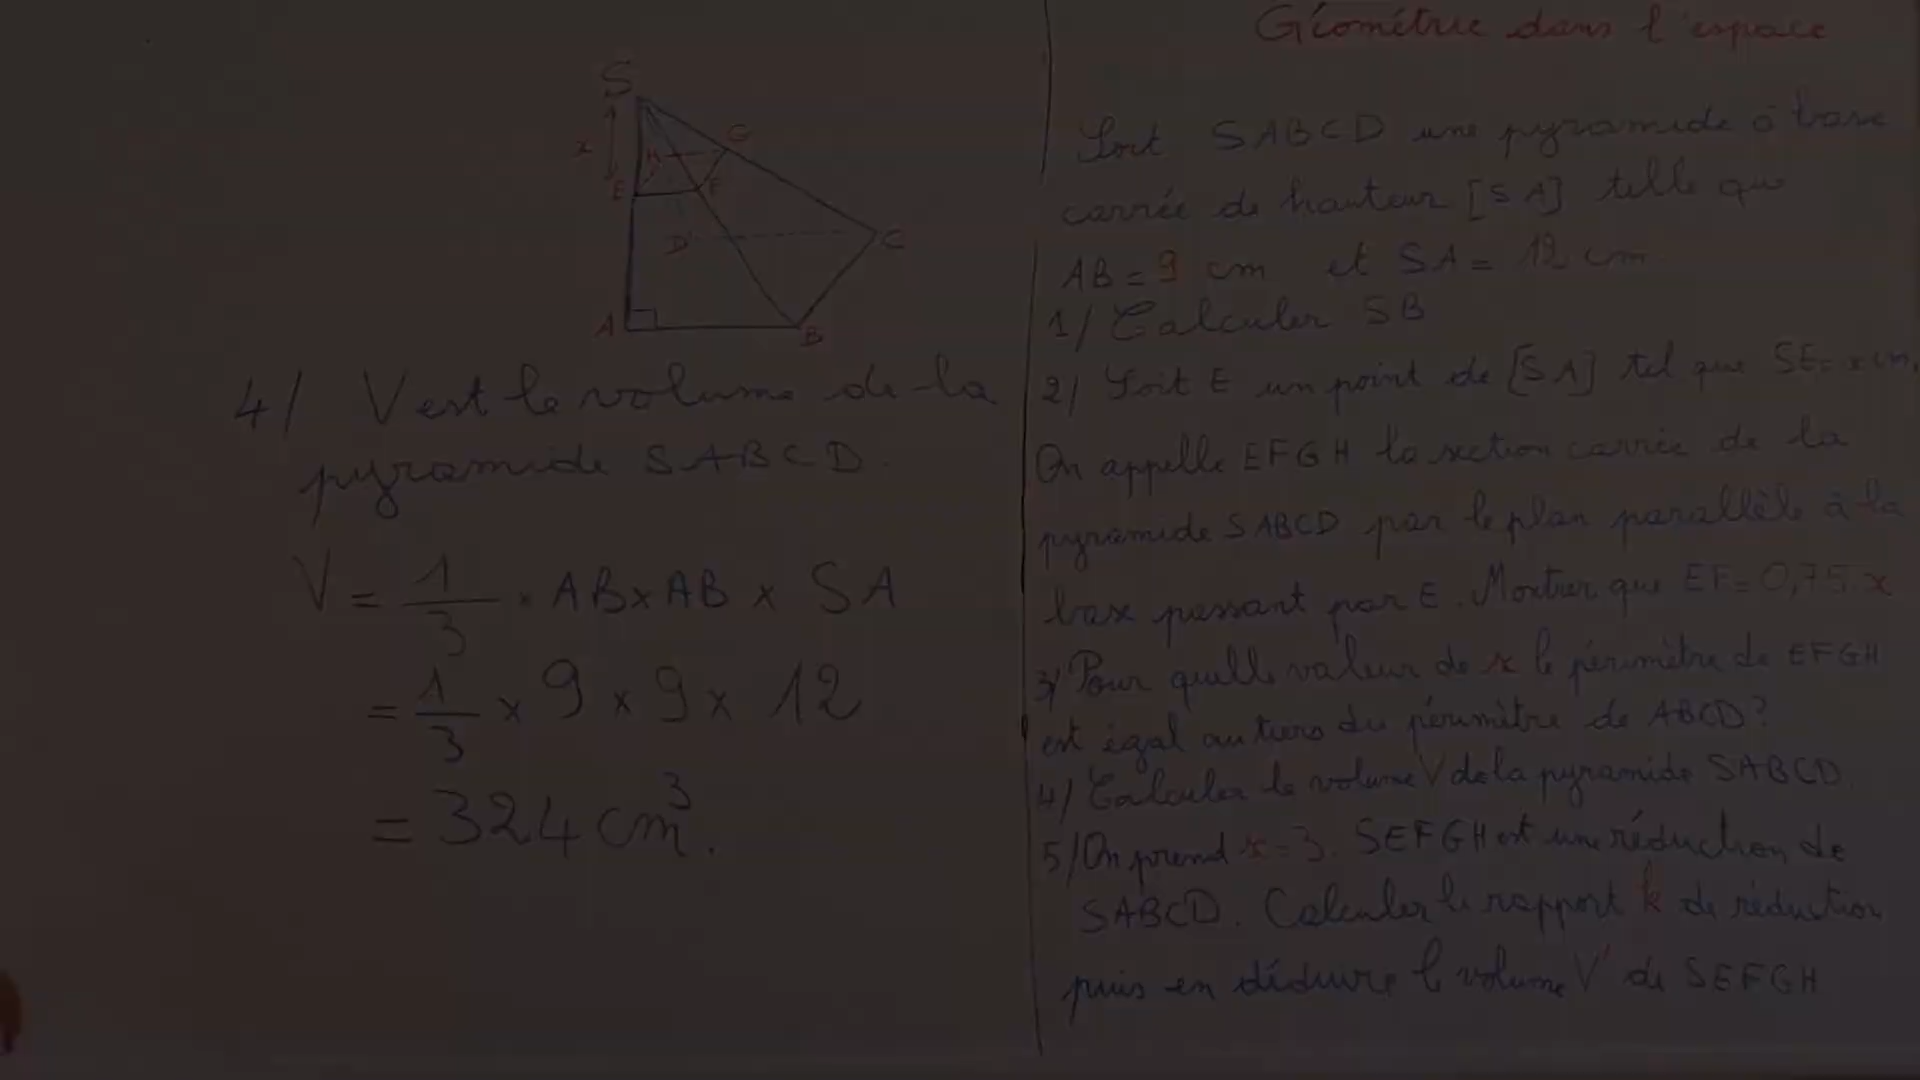 S
x
G
H
E
F
D
C
A
B
4/ V est le volume de la
pyramide SABCD.
V = 1/3 × AB × AB × SA
= 1/3 × 9 × 9 × 12
= 324 cm³.
Géométrie dans l'espace
Soit SABCD une pyramide à base
carrée de hauteur [SA] telle que
AB = 9 cm et SA = 12 cm
1/ Calculer SB
2/ Soit E un point de [SA] tel que SE = x cm.
On appelle EFGH la section carrée de la
pyramide SABCD par le plan parallèle à la
base passant par E. Montrer que EF = 0,75 x
3/ Pour quelle valeur de x le périmètre de EFGH
est égal au tiers du périmètre de ABCD?
4/ Calculer le volume V de la pyramide SABCD.
5/ On prend x = 3. SEFGH est une réduction de
SABCD. Calculer le rapport k de réduction
puis en déduire le volume V' de SEFGH